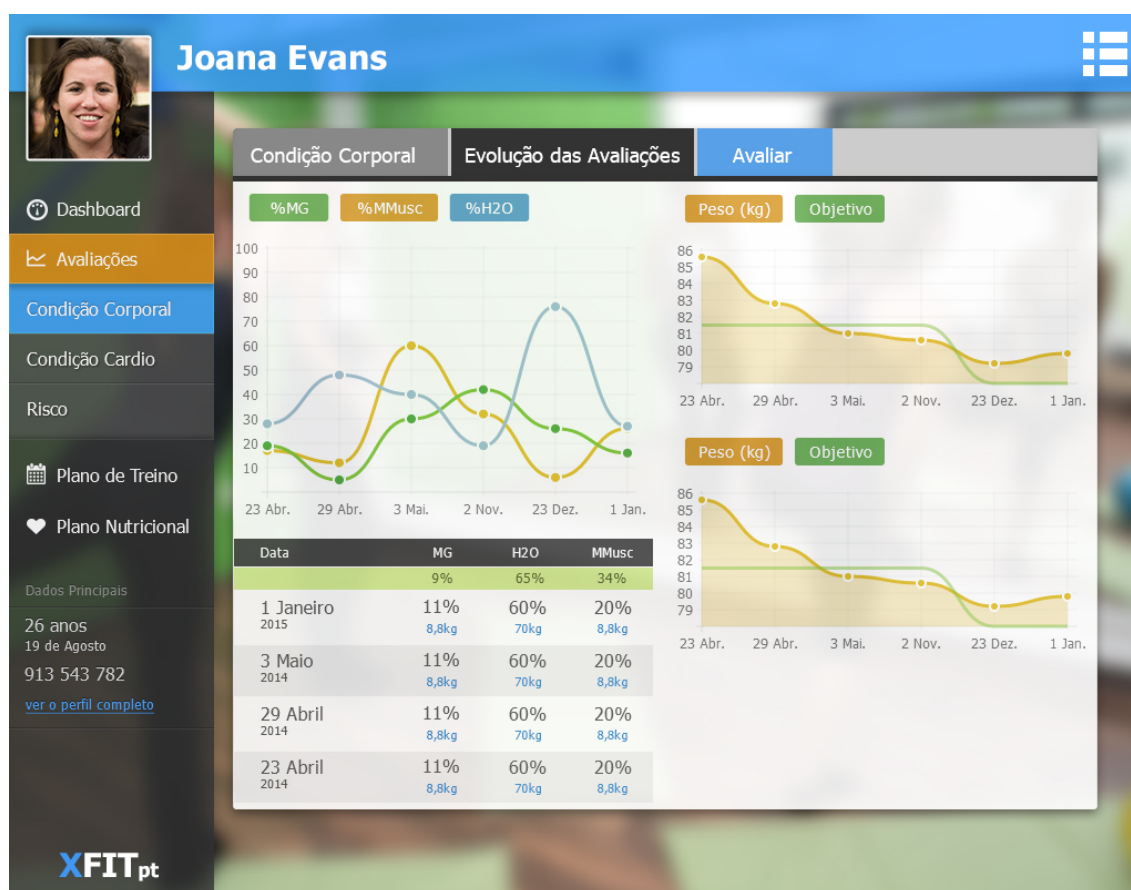 Joana Evans
Dashboard
Avaliações
Condição Corporal
Condição Cardio
Risco
Plano de Treino
Plano Nutricional
Dados Principais
26 anos
19 de Agosto
913 543 782
ver o perfil completo
XFITpt
Condição Corporal Evolução das Avaliações Avaliar
%MG %MMusc %H2O
100
90
80
70
60
50
40
30
20
10
23 Abr. 29 Abr. 3 Mai. 2 Nov. 23 Dez. 1 Jan.
Data MG H2O MMusc
9% 65% 34%
1 Janeiro 11% 60% 20%
2015 8,8kg 70kg 8,8kg
3 Maio 11% 60% 20%
2014 8,8kg 70kg 8,8kg
29 Abril 11% 60% 20%
2014 8,8kg 70kg 8,8kg
23 Abril 11% 60% 20%
2014 8,8kg 70kg 8,8kg
Peso (kg) Objetivo
86
85
84
83
82
81
80
79
23 Abr. 29 Abr. 3 Mai. 2 Nov. 23 Dez. 1 Jan.
Peso (kg) Objetivo
86
85
84
83
82
81
80
79
23 Abr. 29 Abr. 3 Mai. 2 Nov. 23 Dez. 1 Jan.